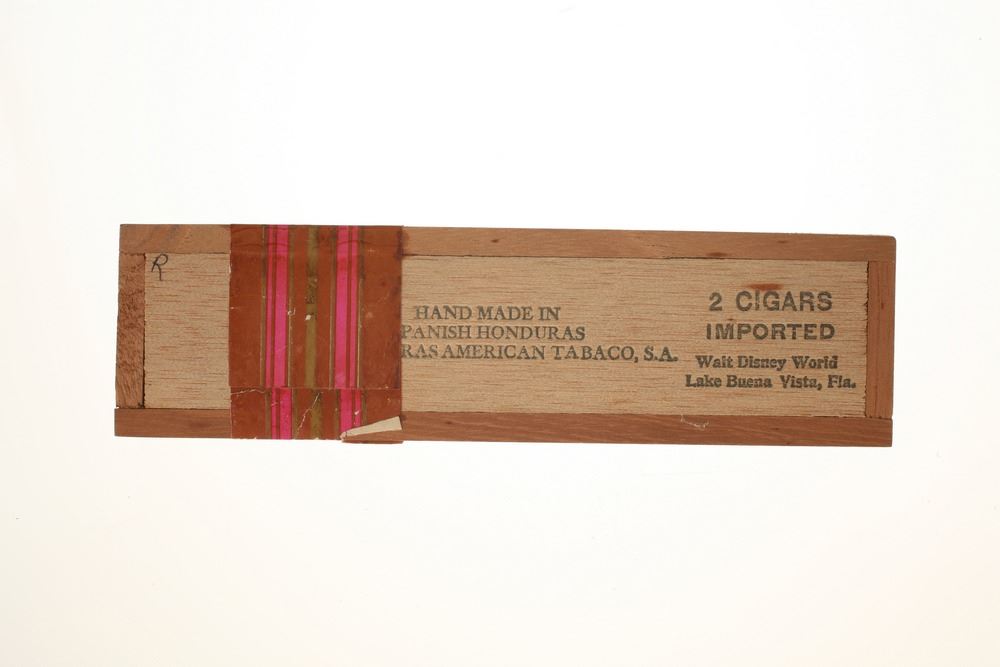 R
HAND MADE IN
PANISH HONDURAS
RAS AMERICAN TABACO, S.A.
2 CIGARS
IMPORTED
Walt Disney World
Lake Buena Vista, Fla.